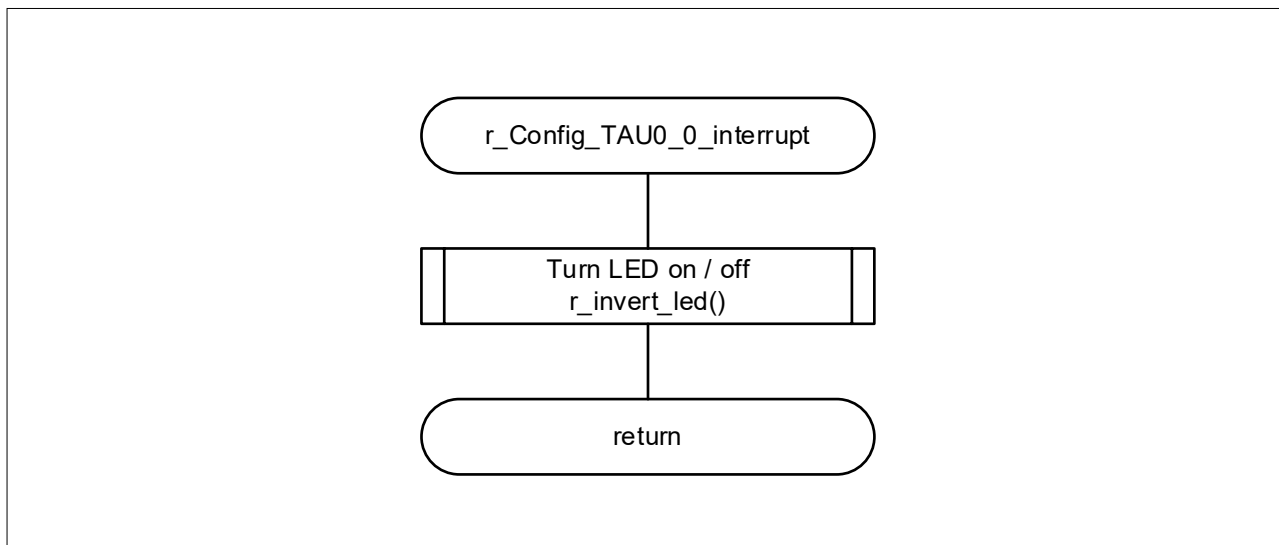 r_Config_TAU0_0_interrupt
Turn LED on / off
r_invert_led()
return